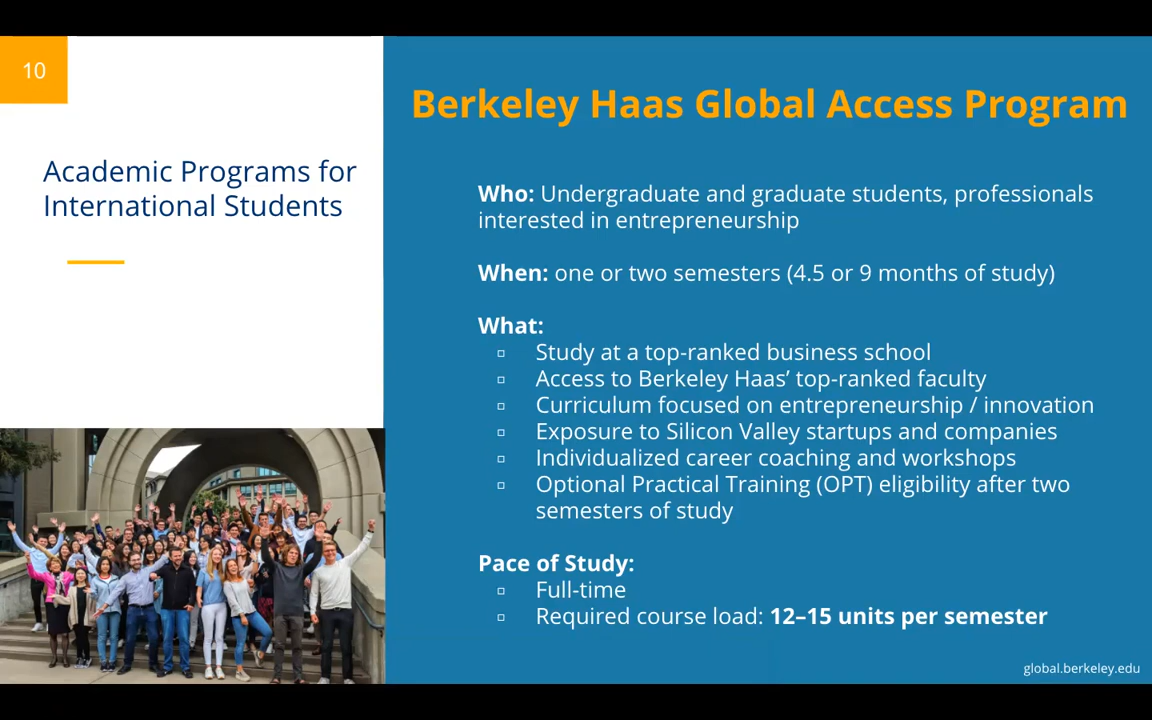 10
Academic Programs for
International Students
Berkeley Haas Global Access Program
Who: Undergraduate and graduate students, professionals
interested in entrepreneurship
When: one or two semesters (4.5 or 9 months of study)
What:
Study at a top-ranked business school
Access to Berkeley Haas’ top-ranked faculty
Curriculum focused on entrepreneurship / innovation
Exposure to Silicon Valley startups and companies
Individualized career coaching and workshops
Optional Practical Training (OPT) eligibility after two
semesters of study
Pace of Study:
Full-time
Required course load: 12–15 units per semester
global.berkeley.edu